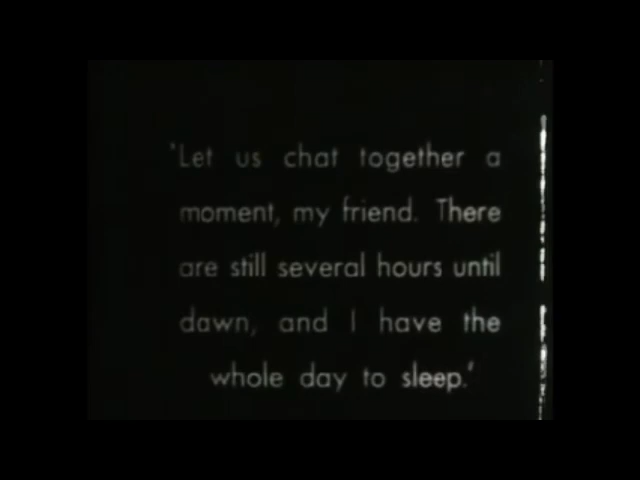 'Let us chat together a
moment, my friend. There
are still several hours until
dawn, and I have the
whole day to sleep.'